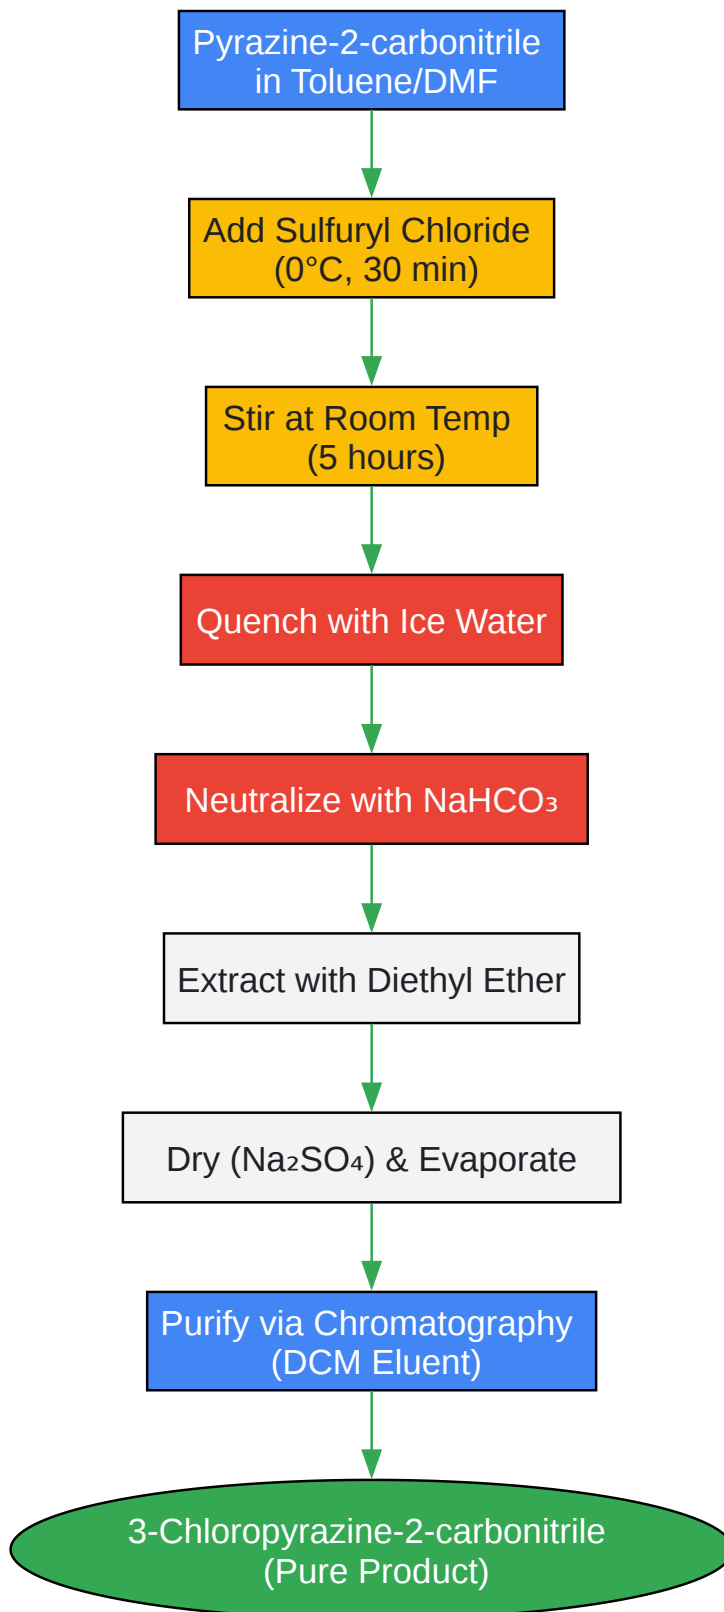 Pyrazine-2-carbonitrile
in Toluene/DMF
Add Sulfuryl Chloride
(0°C, 30 min)
Stir at Room Temp
(5 hours)
Quench with Ice Water
Neutralize with NaHCO₃
Extract with Diethyl Ether
Dry (Na₂SO₄) & Evaporate
Purify via Chromatography
(DCM Eluent)
3-Chloropyrazine-2-carbonitrile
(Pure Product)